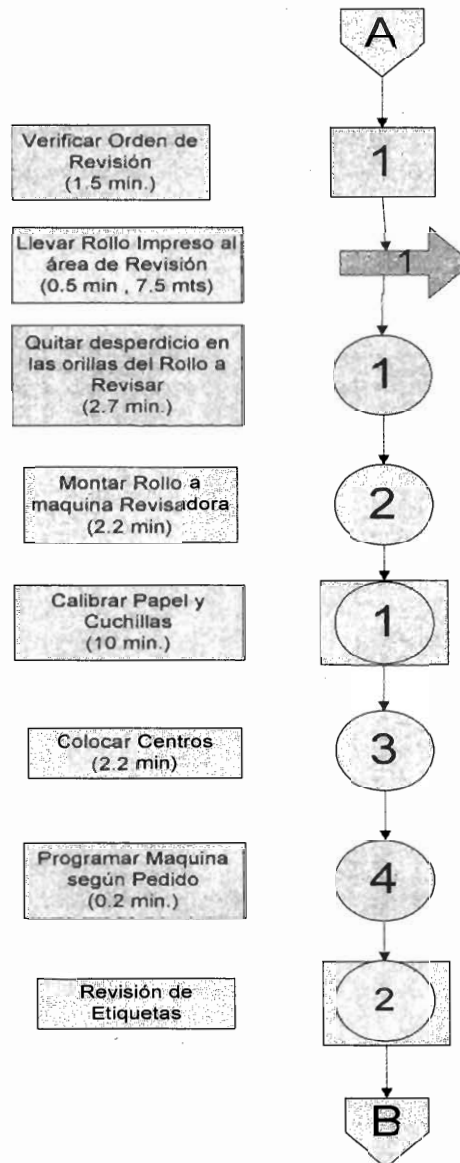 A
Verificar Orden de
Revisión
(1.5 min.)
1
Llevar Rollo Impreso al
área de Revisión
(0.5 min , 7.5 mts)
1
Quitar desperdicio en
las orillas del Rollo a
Revisar
(2.7 min.)
1
Montar Rollo a
maquina Revisadora
(2.2 min)
2
Calibrar Papel y
Cuchillas
(10 min.)
1
Colocar Centros
(2.2 min)
3
Programar Maquina
según Pedido
(0.2 min.)
4
Revisión de
Etiquetas
2
B